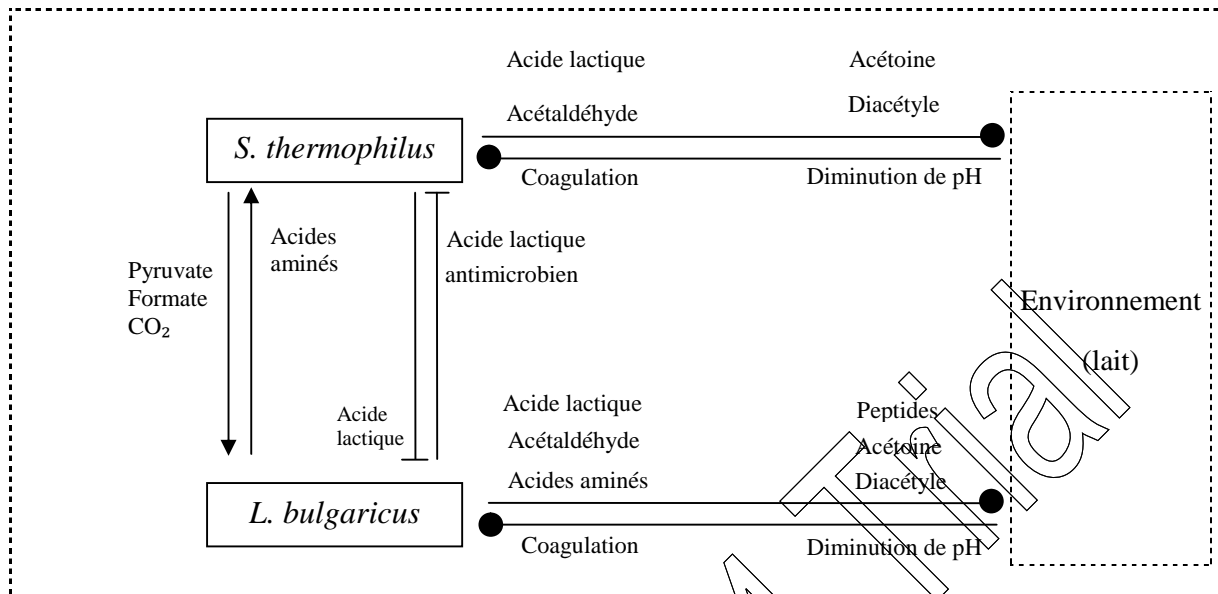 Acide lactique Acétoine
Acétaldéhyde Diacétyle
S. thermophilus
Coagulation Diminution de pH
Acides
aminés
Acide lactique
antimicrobien
Pyruvate
Formate
CO₂
Environnement
(lait)
Acide
lactique
Acide lactique Peptides
Acétaldéhyde Acétoine
Acides aminés Diacétyle
L. bulgaricus
Coagulation Diminution de pH
Trial